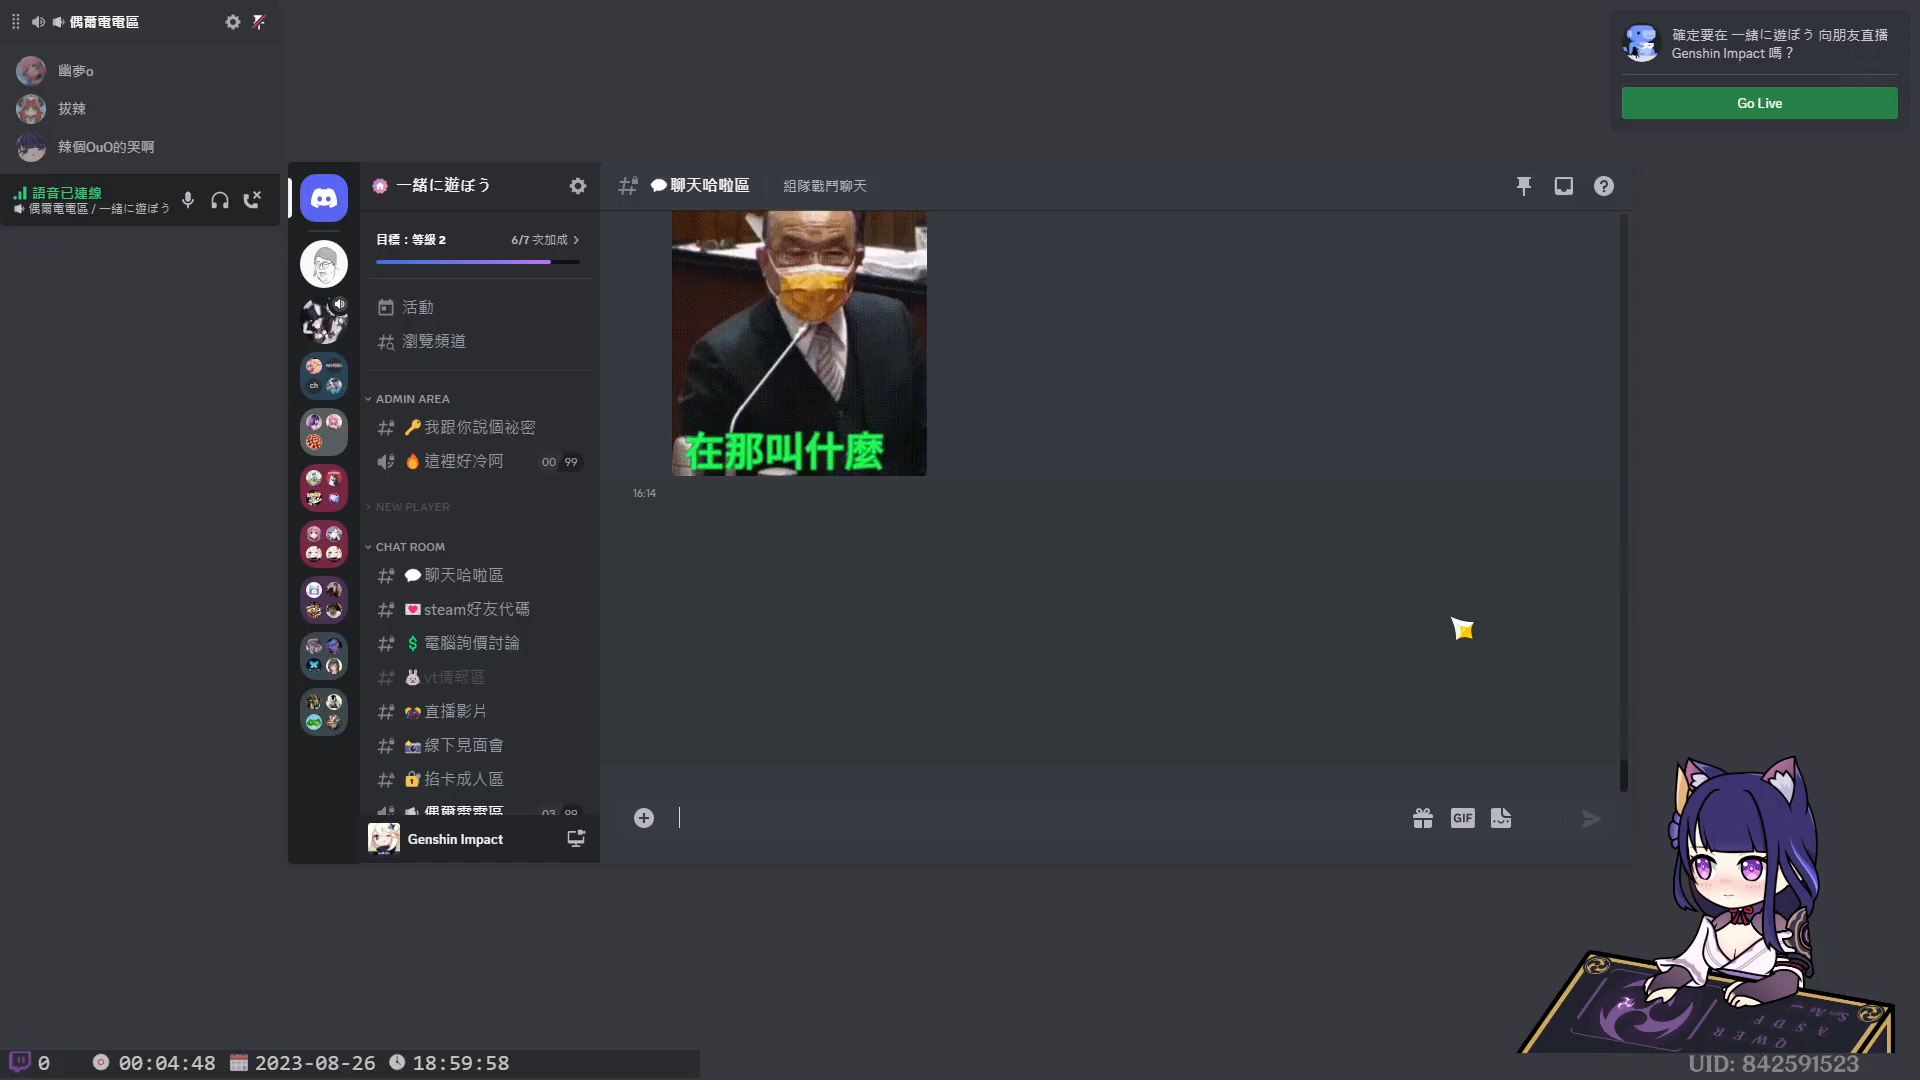 偶爾電電區
幽夢o
拔辣
辣個OuO的哭啊
語音已連線
偶爾電電區 / 一緒に遊ぼう
ch
一緒に遊ぼう
目標：等級 2
6/7 次加成
活動
瀏覽頻道
ADMIN AREA
我跟你說個祕密
這裡好冷阿
00 99
NEW PLAYER
CHAT ROOM
聊天哈啦區
steam好友代碼
電腦詢價討論
vt情報區
直播影片
線下見面會
掐卡成人區
偶爾電電區
03 99
Genshin Impact
聊天哈啦區
組隊戰鬥聊天
在那叫什麼
16:14
GIF
確定要在 一緒に遊ぼう 向朋友直播
Genshin Impact 嗎？
Go Live
Q W E R
A S D F
0
00:04:48
2023-08-26
18:59:58
UID: 842591523